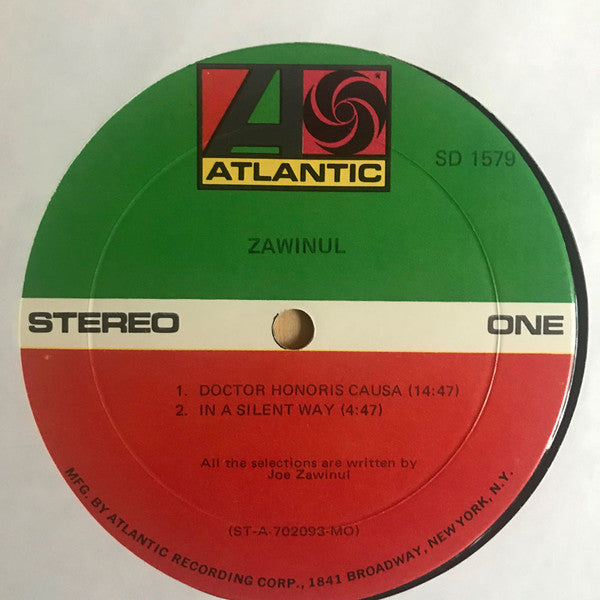 ATLANTIC
SD 1579
ZAWINUL
STEREO
ONE
1. DOCTOR HONORIS CAUSA (14:47)
2. IN A SILENT WAY (4:47)
All the selections are written by
Joe Zawinul
(ST-A-702093-MO)
MFG. BY ATLANTIC RECORDING CORP., 1841 BROADWAY, NEW YORK, N.Y.